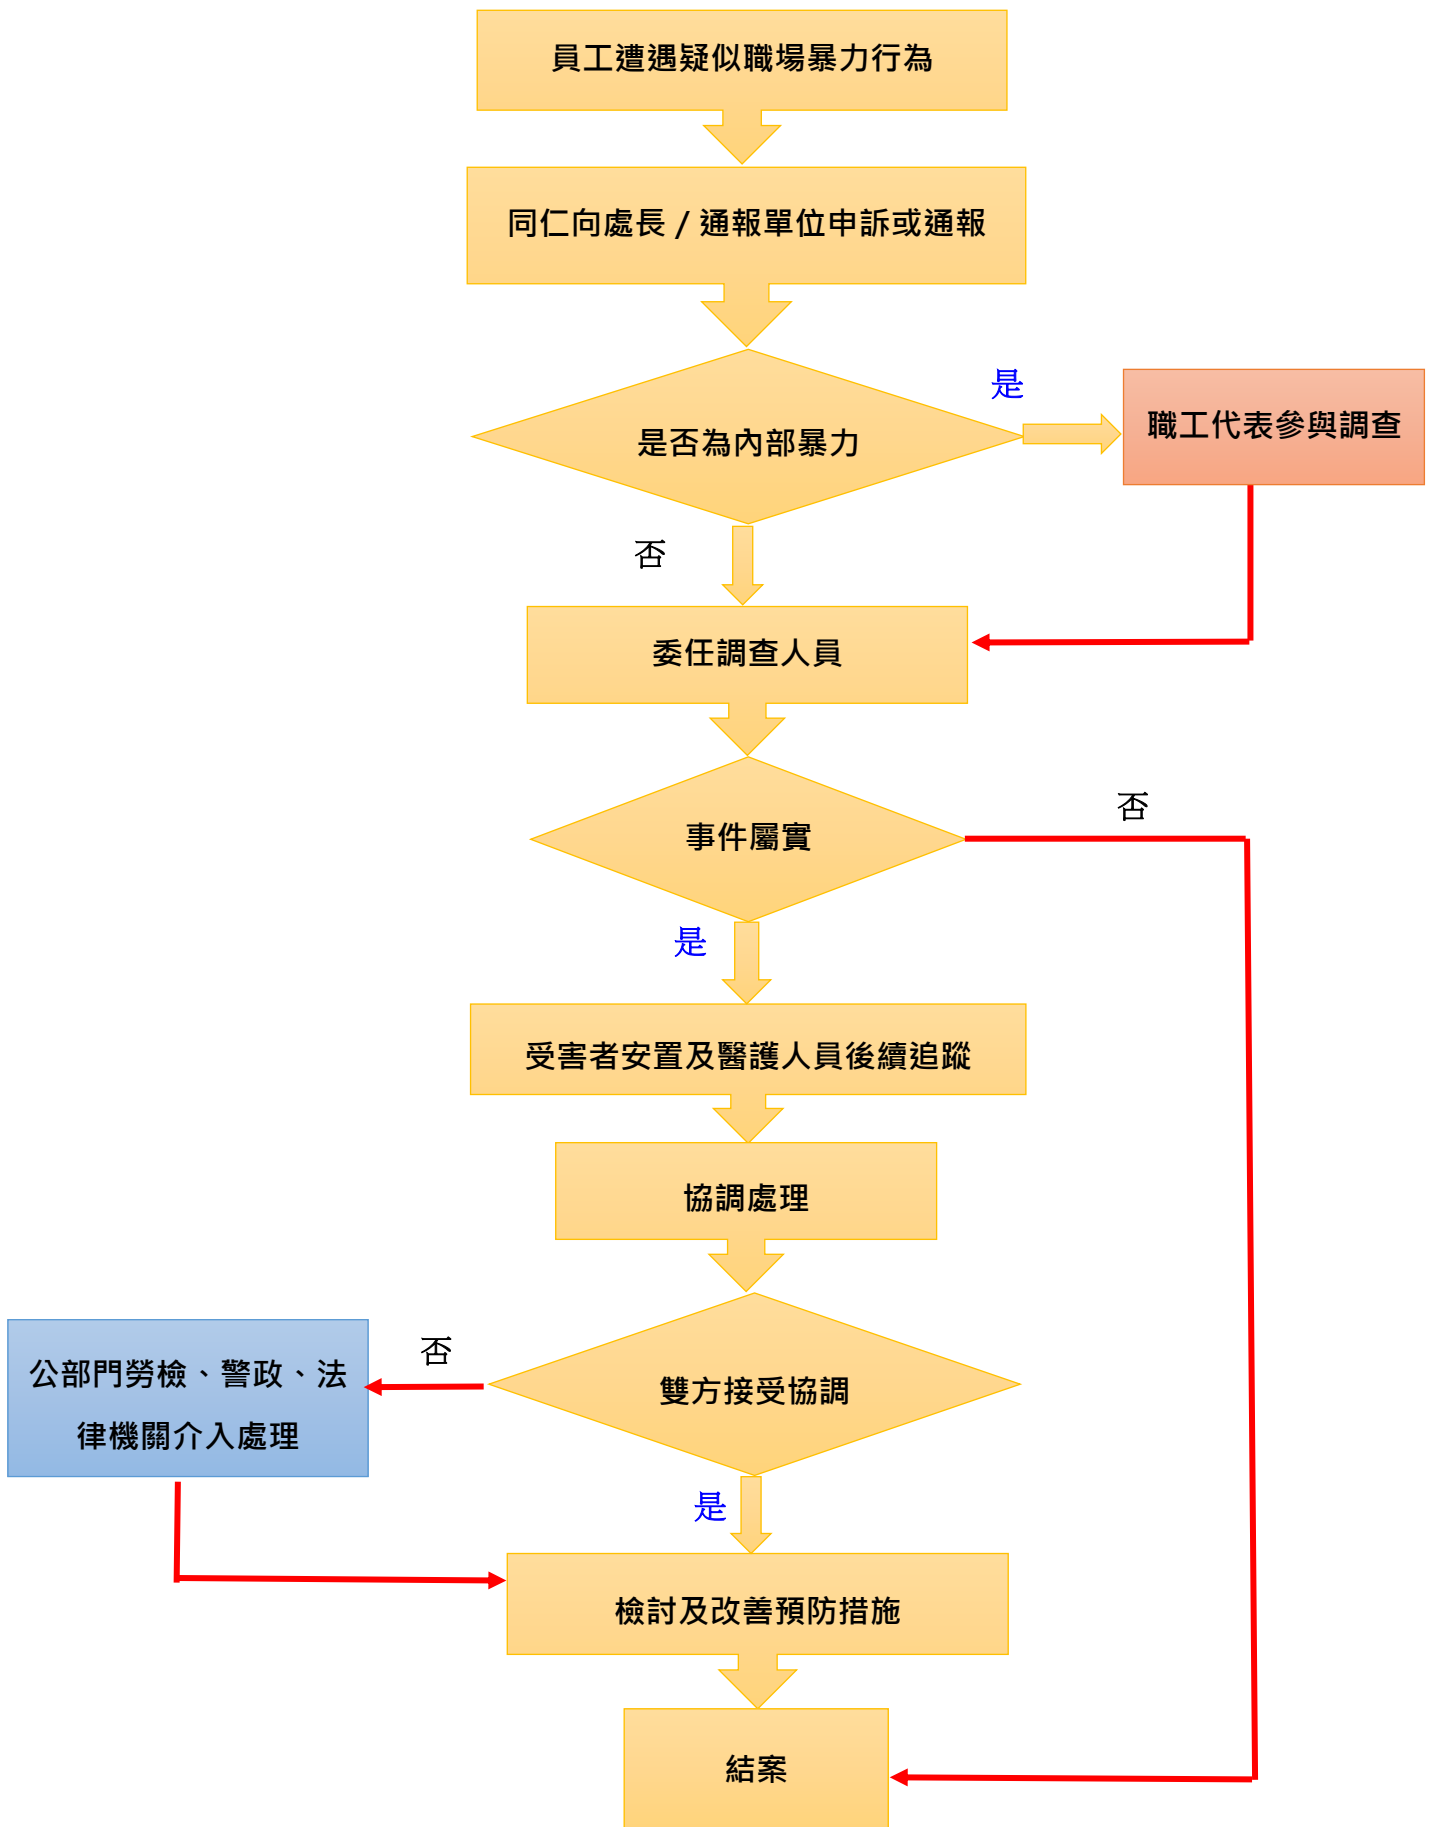 員工遭遇疑似職場暴力行為
同仁向處長 / 通報單位申訴或通報
是
職工代表參與調查
是否為內部暴力
否
委任調查人員
否
事件屬實
是
受害者安置及醫護人員後續追蹤
協調處理
否
公部門勞檢、警政、法
律機關介入處理
雙方接受協調
是
檢討及改善預防措施
結案